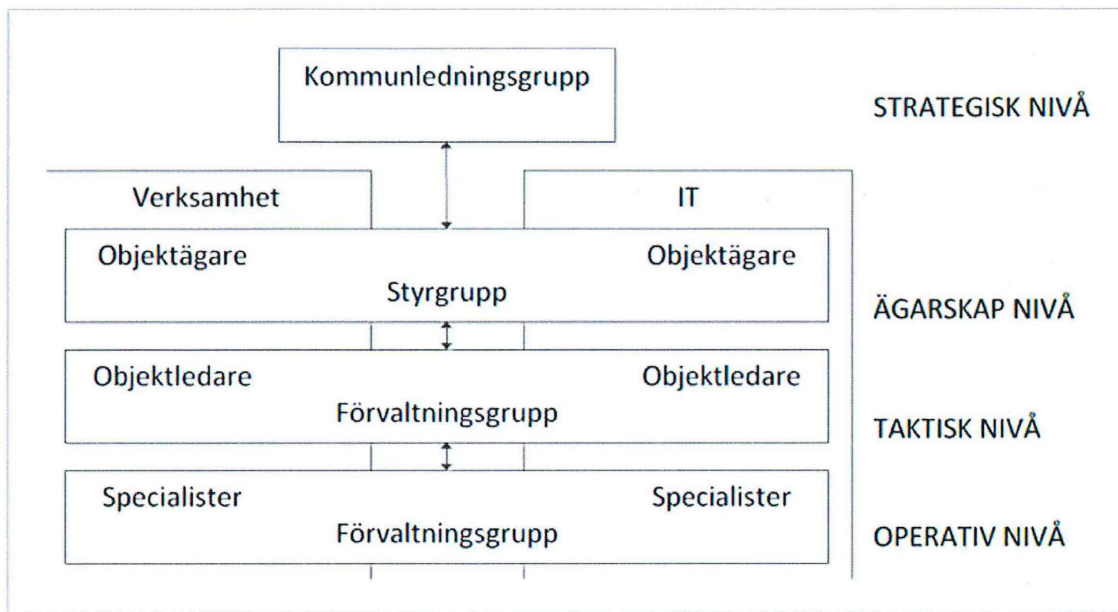 Kommunledningsgrupp
STRATEGISK NIVÅ
Verksamhet
IT
Objektägare
Objektägare
Styrgrupp
ÄGARSKAP NIVÅ
Objektledare
Objektledare
Förvaltningsgrupp
TAKTISK NIVÅ
Specialister
Specialister
Förvaltningsgrupp
OPERATIV NIVÅ